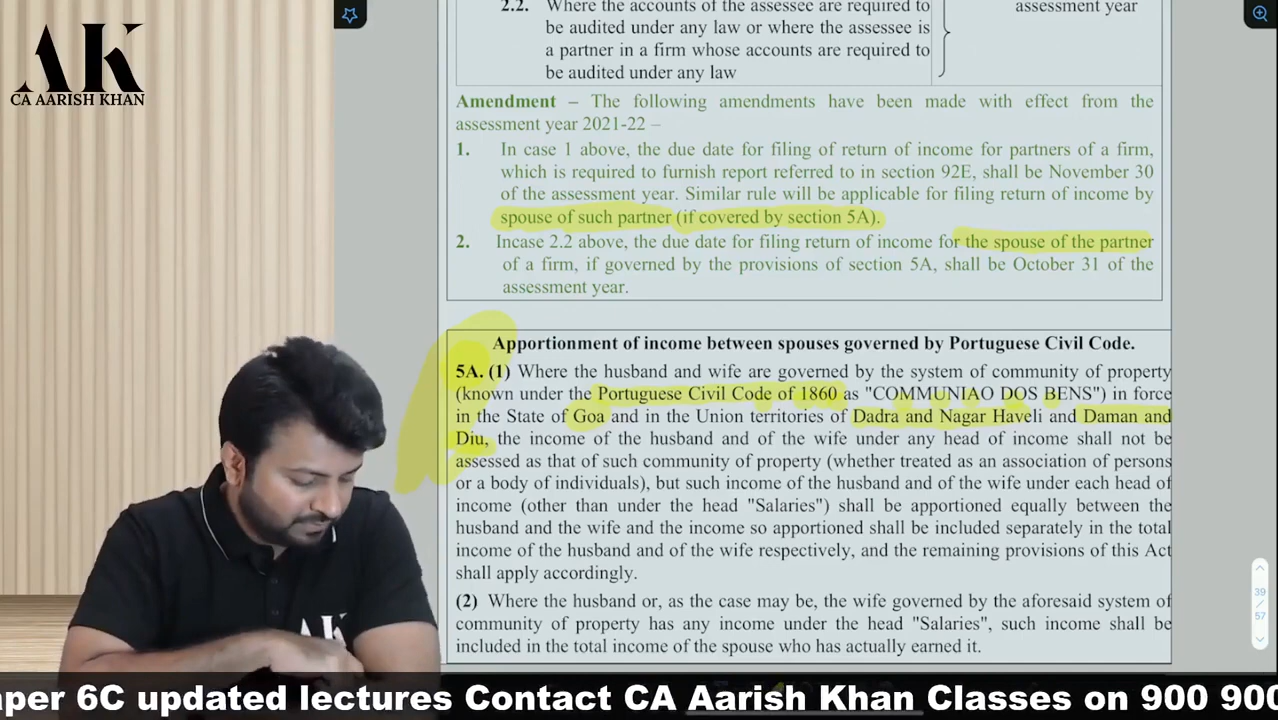 AK
CA AARISH KHAN
2.2. Where the accounts of the assessee are required to
be audited under any law or where the assessee is
a partner in a firm whose accounts are required to
be audited under any law
assessment year
Amendment – The following amendments have been made with effect from the
assessment year 2021-22 –
1. In case 1 above, the due date for filing of return of income for partners of a firm,
which is required to furnish report referred to in section 92E, shall be November 30
of the assessment year. Similar rule will be applicable for filing return of income by
spouse of such partner (if covered by section 5A).
2. Incase 2.2 above, the due date for filing return of income for the spouse of the partner
of a firm, if governed by the provisions of section 5A, shall be October 31 of the
assessment year.
Apportionment of income between spouses governed by Portuguese Civil Code.
5A. (1) Where the husband and wife are governed by the system of community of property
(known under the Portuguese Civil Code of 1860 as "COMMUNIAO DOS BENS") in force
in the State of Goa and in the Union territories of Dadra and Nagar Haveli and Daman and
Diu, the income of the husband and of the wife under any head of income shall not be
assessed as that of such community of property (whether treated as an association of persons
or a body of individuals), but such income of the husband and of the wife under each head of
income (other than under the head "Salaries") shall be apportioned equally between the
husband and the wife and the income so apportioned shall be included separately in the total
income of the husband and of the wife respectively, and the remaining provisions of this Act
shall apply accordingly.
(2) Where the husband or, as the case may be, the wife governed by the aforesaid system of
community of property has any income under the head "Salaries", such income shall be
included in the total income of the spouse who has actually earned it.
39
/
57
AK
aper 6C updated lectures Contact CA Aarish Khan Classes on 900 900